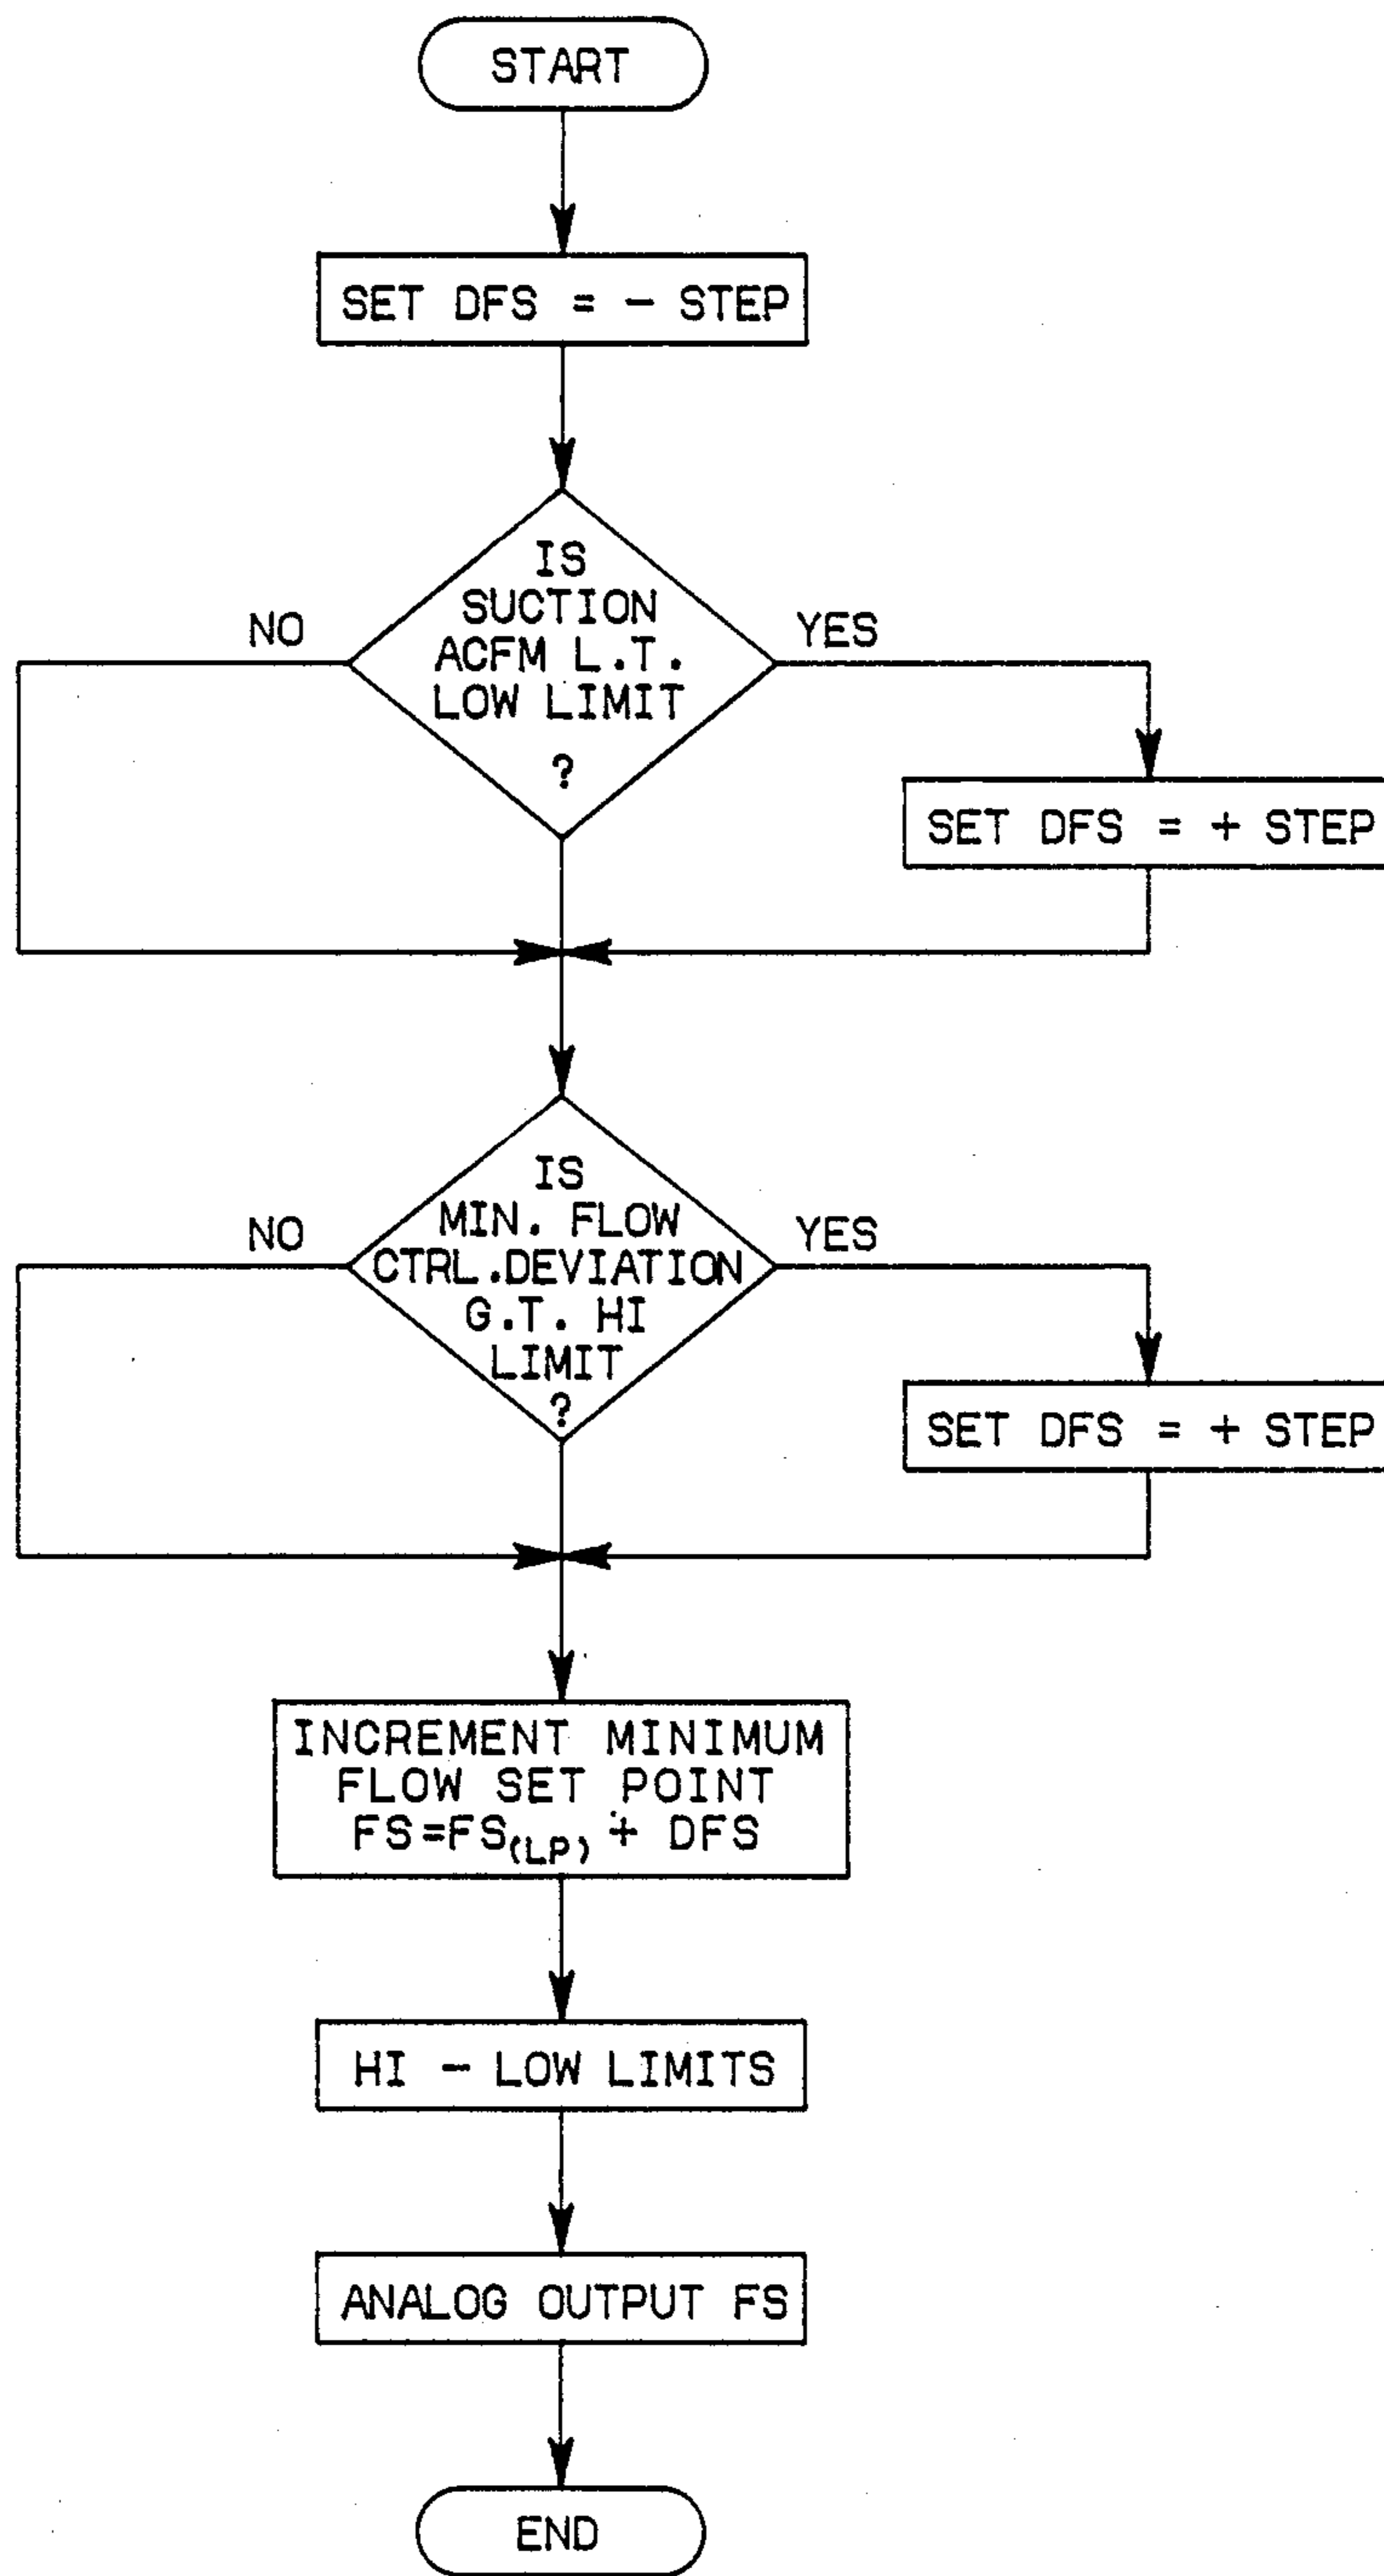 START
SET DFS = - STEP
IS
SUCTION
ACFM L.T.
LOW LIMIT
?
NO
YES
SET DFS = + STEP
IS
MIN. FLOW
CTRL.DEVIATION
G.T. HI
LIMIT
?
NO
YES
SET DFS = + STEP
INCREMENT MINIMUM
FLOW SET POINT
FS=FS(LP) + DFS
HI - LOW LIMITS
ANALOG OUTPUT FS
END